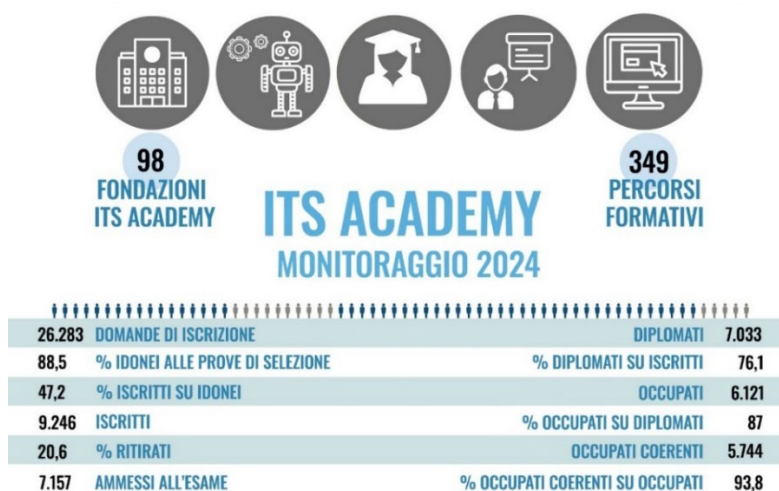 98
FONDAZIONI
ITS ACADEMY
349
PERCORSI
FORMATIVI
ITS ACADEMY
MONITORAGGIO 2024
26.283 DOMANDE DI ISCRIZIONE
88,5 % IDONEI ALLE PROVE DI SELEZIONE
47,2 % ISCRITTI SU IDONEI
9.246 ISCRITTI
20,6 % RITIRATI
7.157 AMMESSI ALL'ESAME
DIPLOMATI 7.033
% DIPLOMATI SU ISCRITTI 76,1
OCCUPATI 6.121
% OCCUPATI SU DIPLOMATI 87
OCCUPATI COERENTI 5.744
% OCCUPATI COERENTI SU OCCUPATI 93,8